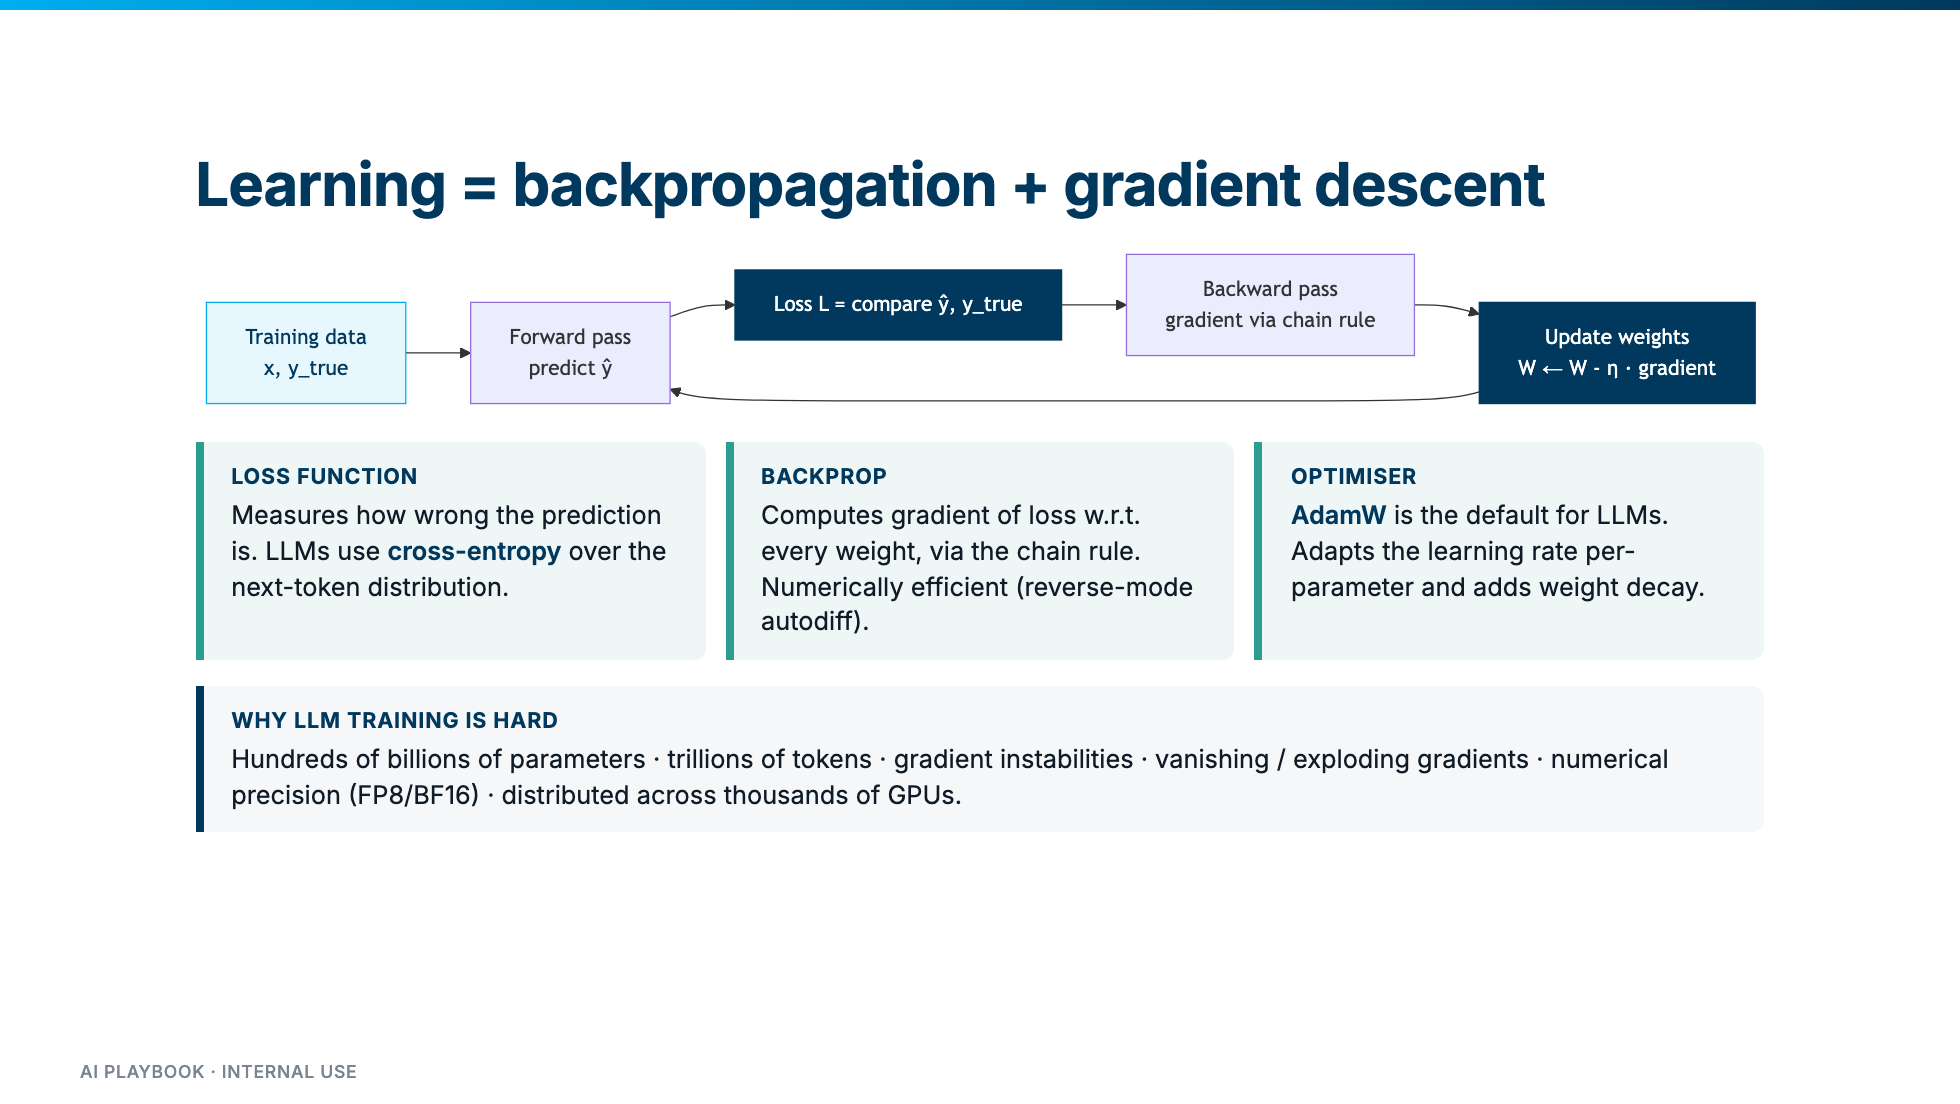 Learning = backpropagation + gradient descent
Training data
x, y_true
Forward pass
predict ŷ
Loss L = compare ŷ, y_true
Backward pass
gradient via chain rule
Update weights
W ← W - η · gradient
LOSS FUNCTION
Measures how wrong the prediction
is. LLMs use cross-entropy over the
next-token distribution.
BACKPROP
Computes gradient of loss w.r.t.
every weight, via the chain rule.
Numerically efficient (reverse-mode
autodiff).
OPTIMISER
AdamW is the default for LLMs.
Adapts the learning rate per-
parameter and adds weight decay.
WHY LLM TRAINING IS HARD
Hundreds of billions of parameters · trillions of tokens · gradient instabilities · vanishing / exploding gradients · numerical
precision (FP8/BF16) · distributed across thousands of GPUs.
AI PLAYBOOK · INTERNAL USE